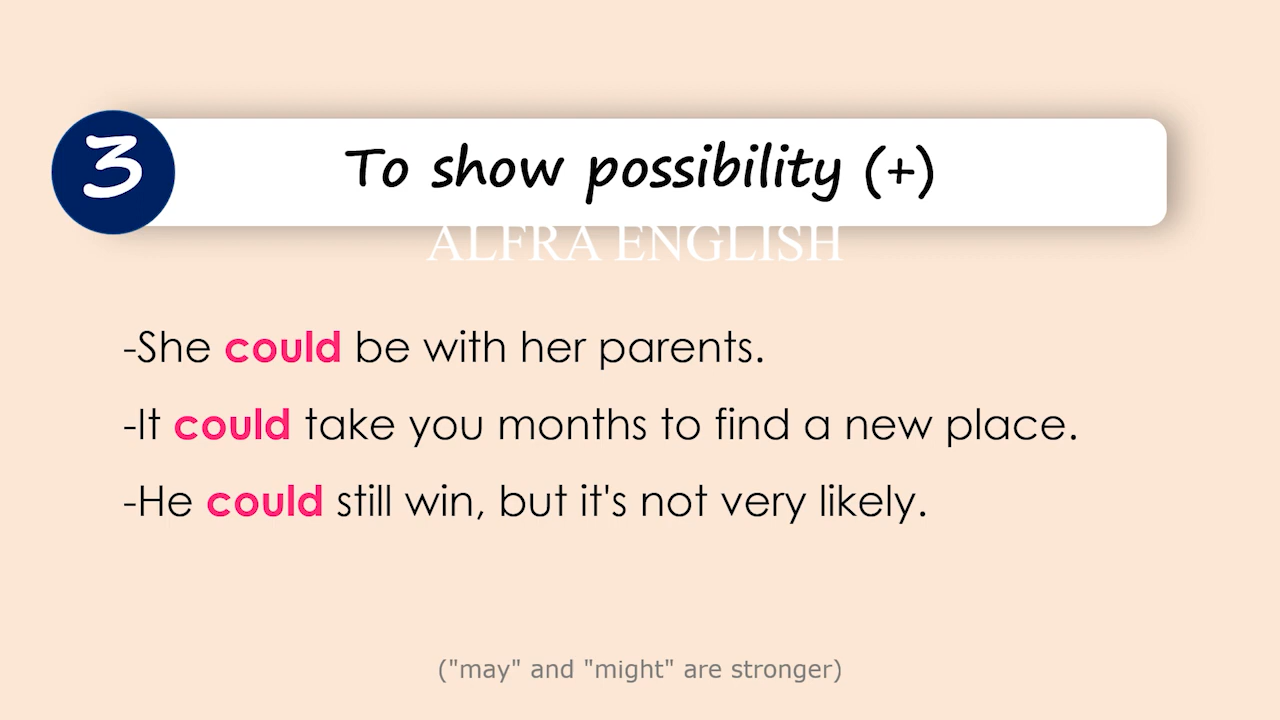 3
To show possibility (+)
ALFRA ENGLISH
-She could be with her parents.
-It could take you months to find a new place.
-He could still win, but it's not very likely.
("may" and "might" are stronger)